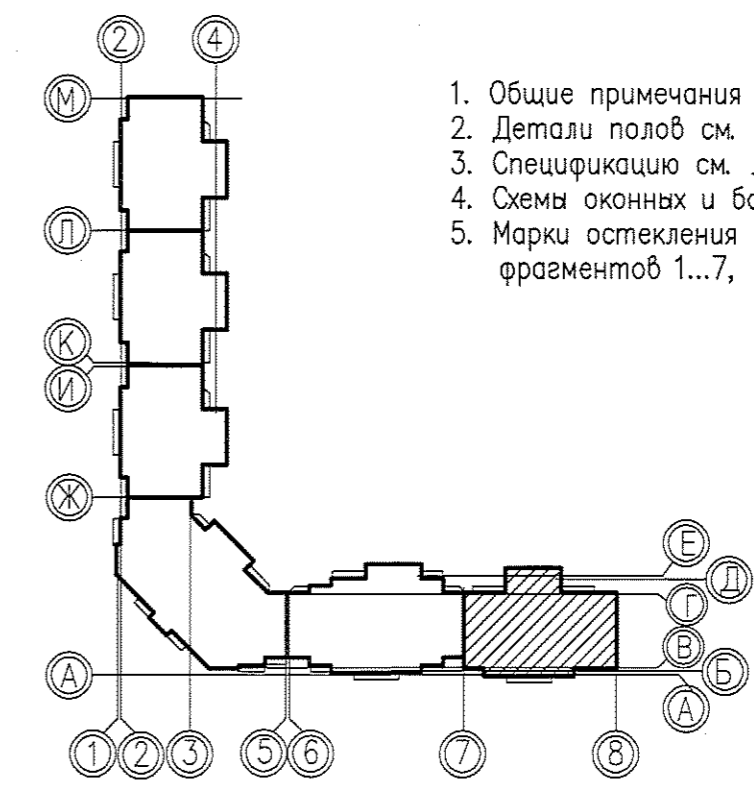 2 4
М
1. Общие примечания
2. Детали полов см.
3. Спецификацию см.
4. Схемы оконных и
5. Марки остекления
фрагментов 1...7,
Л
К
И
Ж
Е
Д
Г
В
Б
А
А
1 2 3 5 6 7 8